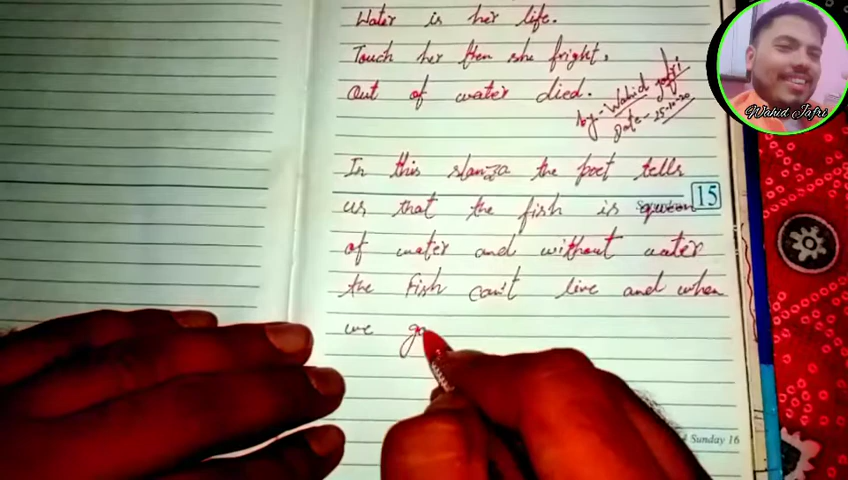 Water is her life.
Touch her then she fright,
Out of water died.
by- Wahid Jafri
Date- 25-10-20
In this stanza the poet tells
us that the fish is queen
15
of water and without water
the fish can't live and when
we go
Sunday 16
Wahid Jafri